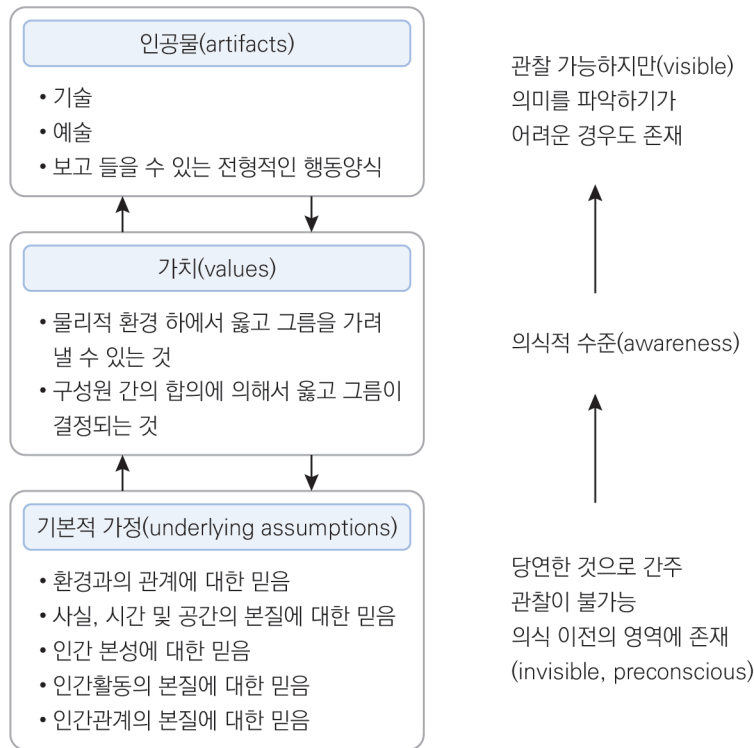 인공물(artifacts)
• 기술
• 예술
• 보고 들을 수 있는 전형적인 행동양식
관찰 가능하지만(visible)
의미를 파악하기가
어려운 경우도 존재
가치(values)
• 물리적 환경 하에서 옳고 그름을 가려
낼 수 있는 것
• 구성원 간의 합의에 의해서 옳고 그름이
결정되는 것
의식적 수준(awareness)
기본적 가정(underlying assumptions)
• 환경과의 관계에 대한 믿음
• 사실, 시간 및 공간의 본질에 대한 믿음
• 인간 본성에 대한 믿음
• 인간활동의 본질에 대한 믿음
• 인간관계의 본질에 대한 믿음
당연한 것으로 간주
관찰이 불가능
의식 이전의 영역에 존재
(invisible, preconscious)